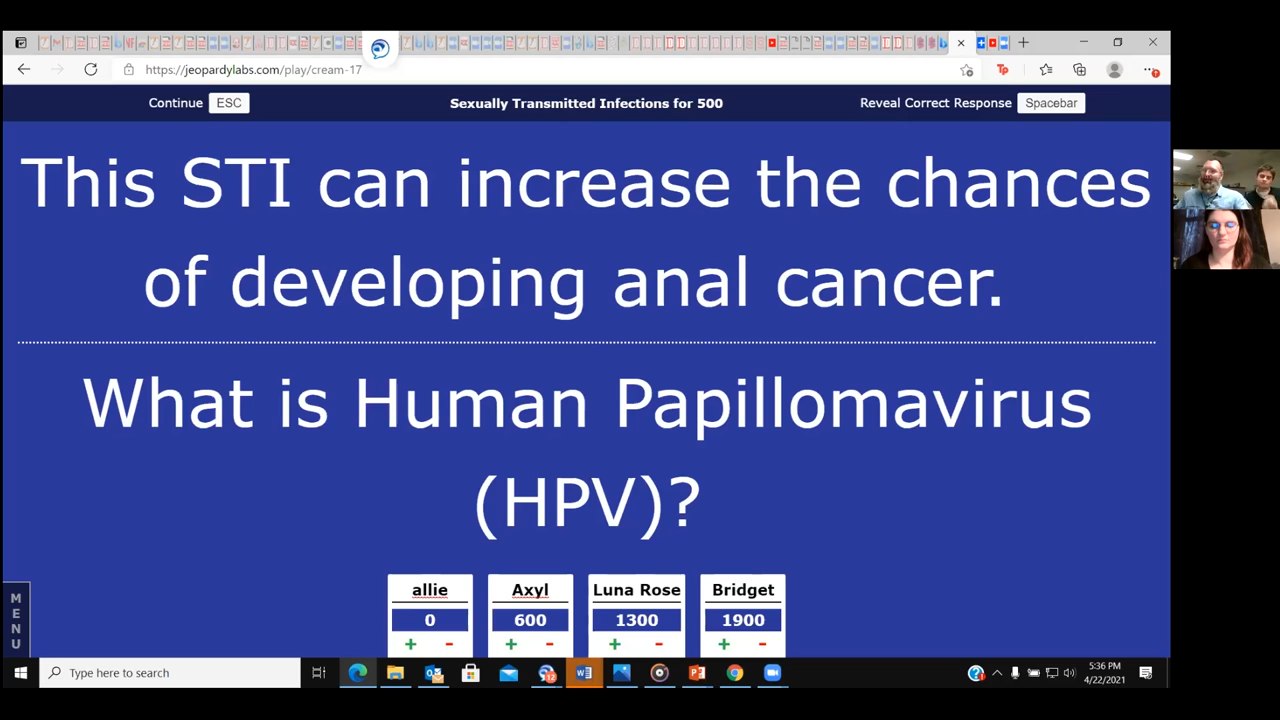 https://jeopardylabs.com/play/cream-17
Continue ESC
Sexually Transmitted Infections for 500
Reveal Correct Response Spacebar
This STI can increase the chances
of developing anal cancer.
What is Human Papillomavirus
(HPV)?
MENU
allie Axyl Luna Rose Bridget
0 600 1300 1900
+ - + - + - + -
Type here to search
12
5:36 PM
4/22/2021